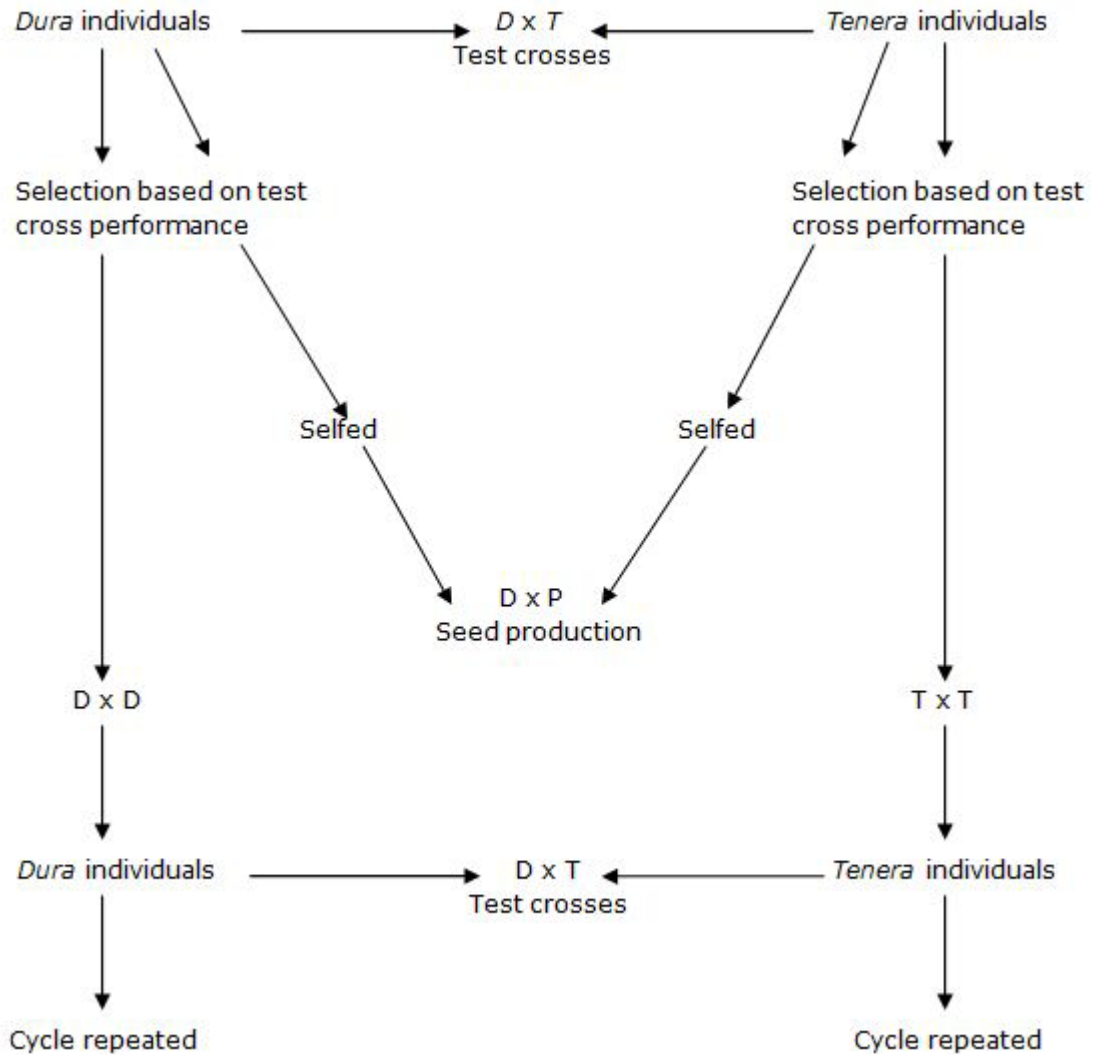 Dura individuals
D x T
Tenera individuals
Test crosses
Selection based on test
cross performance
Selection based on test
cross performance
Selfed
Selfed
D x P
Seed production
D x D
T x T
Dura individuals
D x T
Tenera individuals
Test crosses
Cycle repeated
Cycle repeated